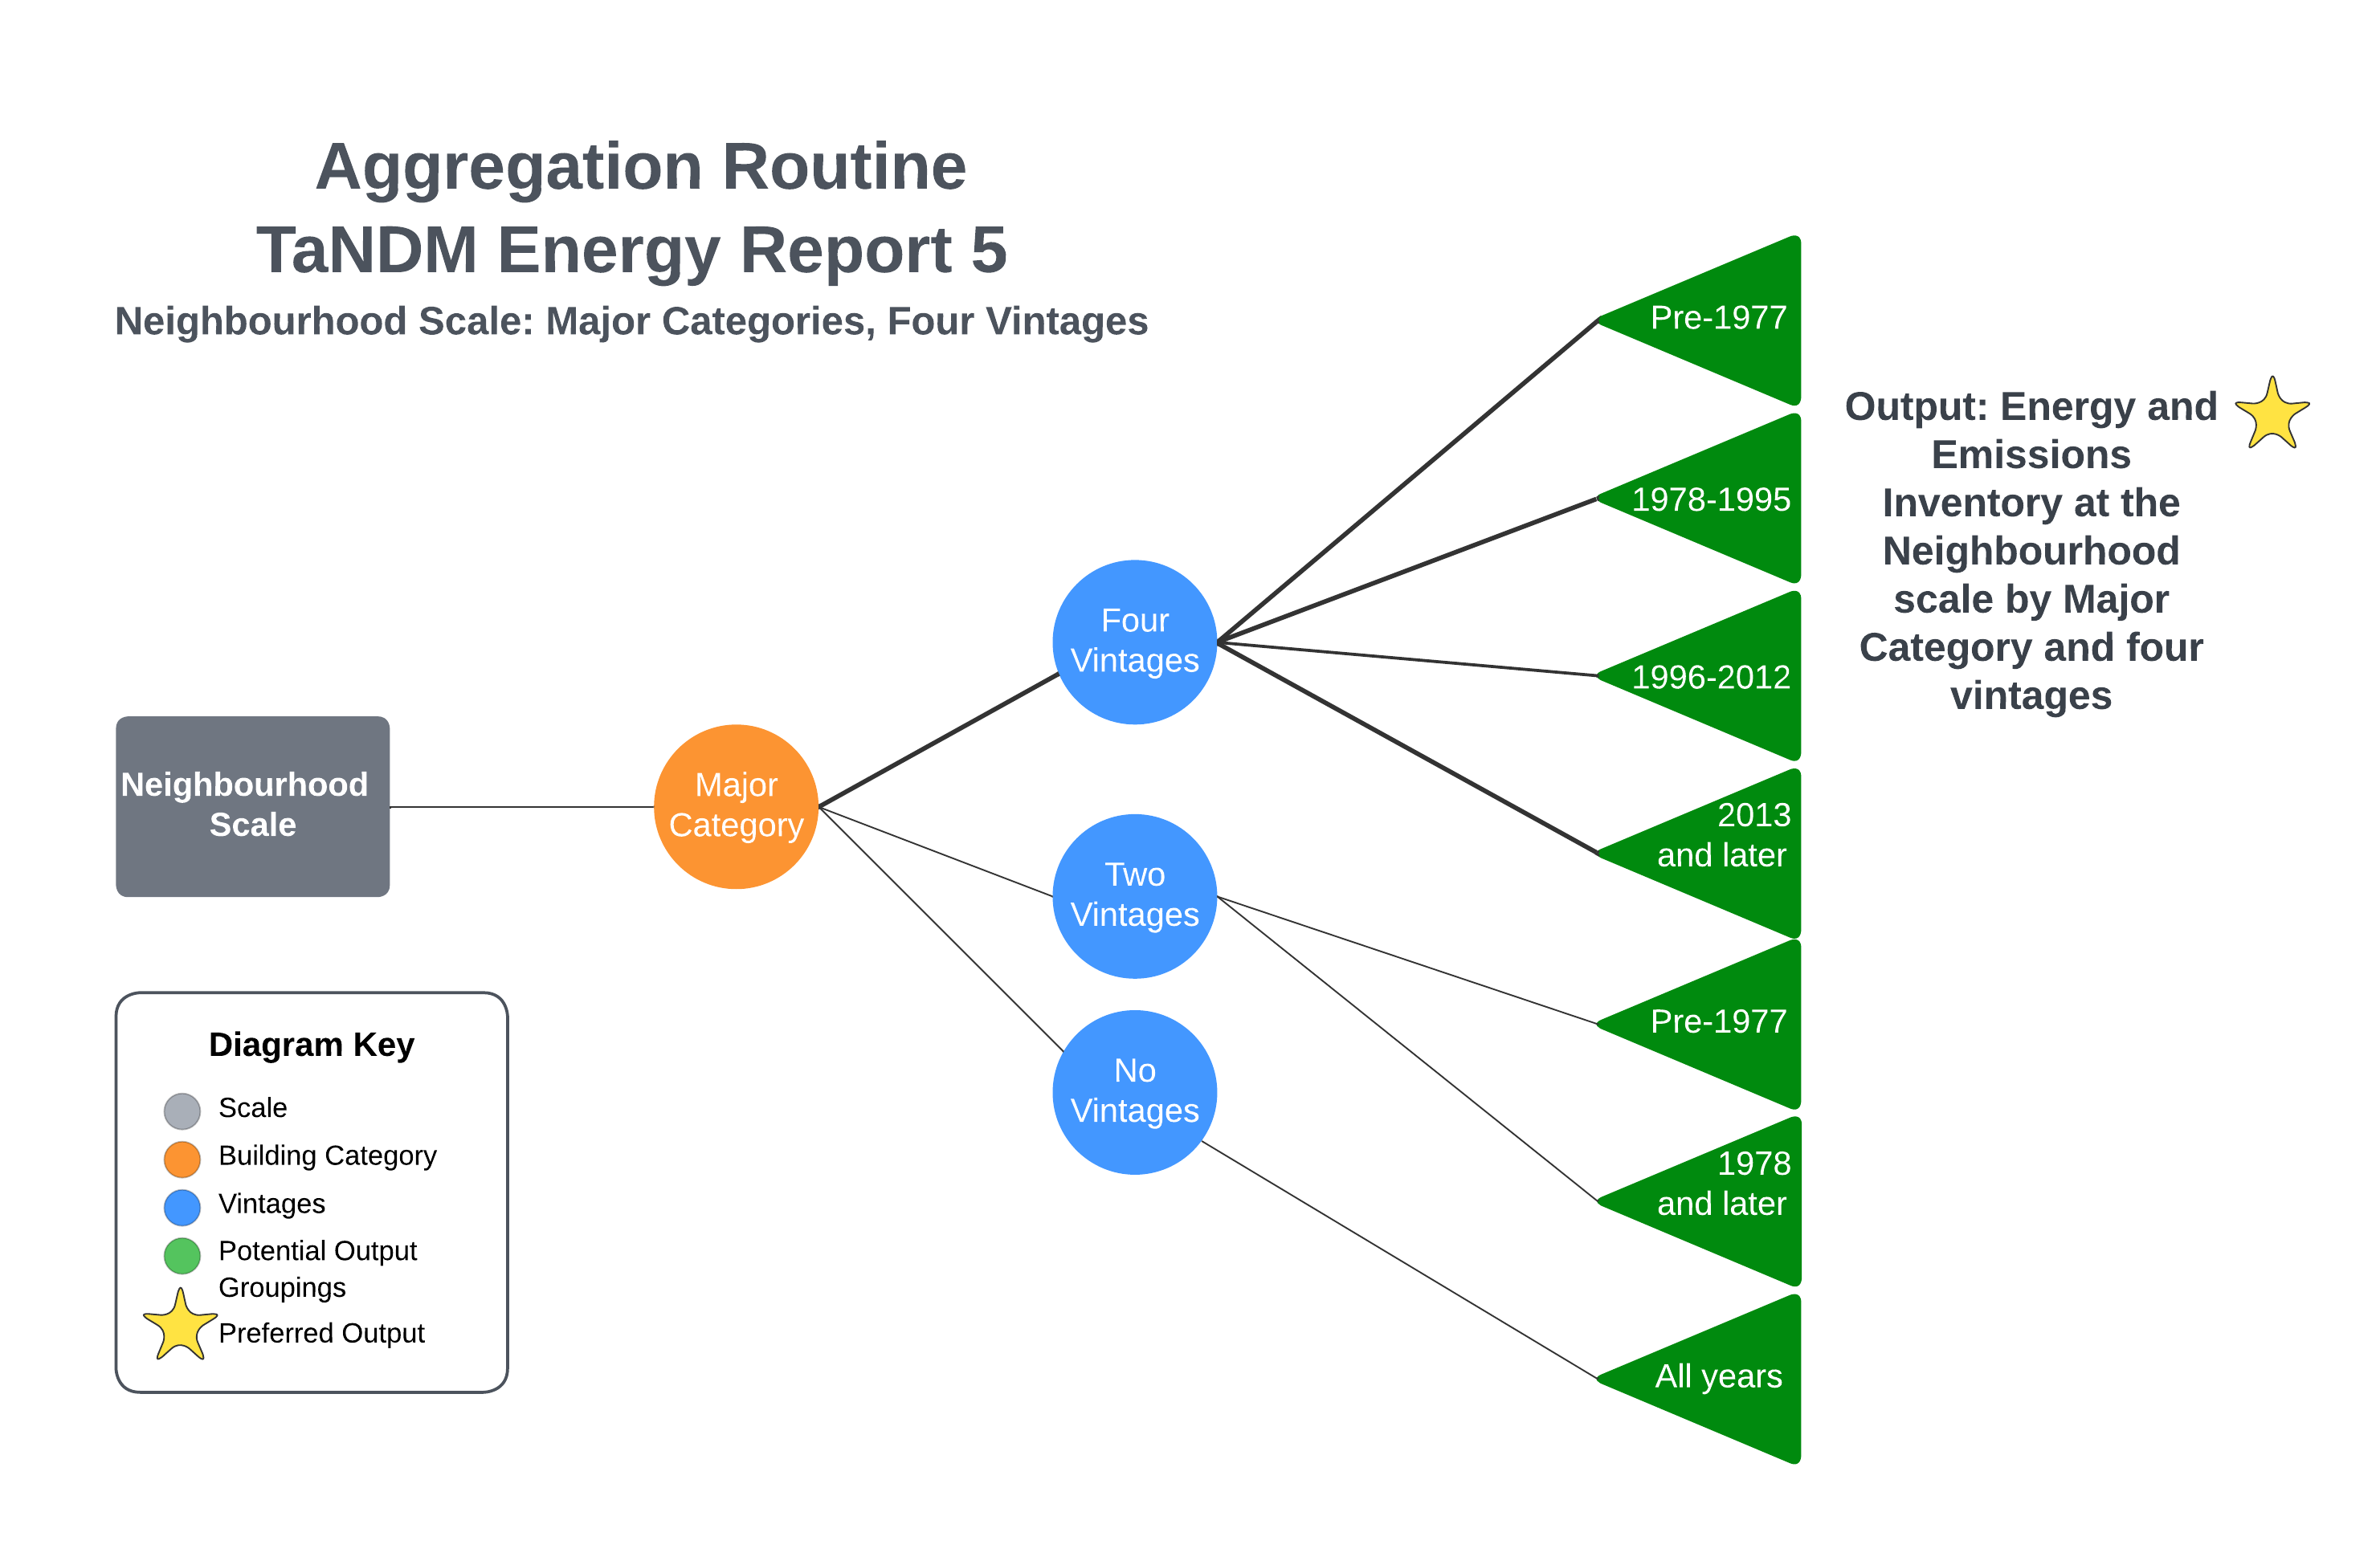 Aggregation Routine
TaNDM Energy Report 5
Neighbourhood Scale: Major Categories, Four Vintages
Neighbourhood
Scale
Major
Category
Four
Vintages
Two
Vintages
No
Vintages
Pre-1977
1978-1995
1996-2012
2013
and later
Pre-1977
1978
and later
All years
Output: Energy and
Emissions
Inventory at the
Neighbourhood
scale by Major
Category and four
vintages
Diagram Key
Scale
Building Category
Vintages
Potential Output
Groupings
Preferred Output